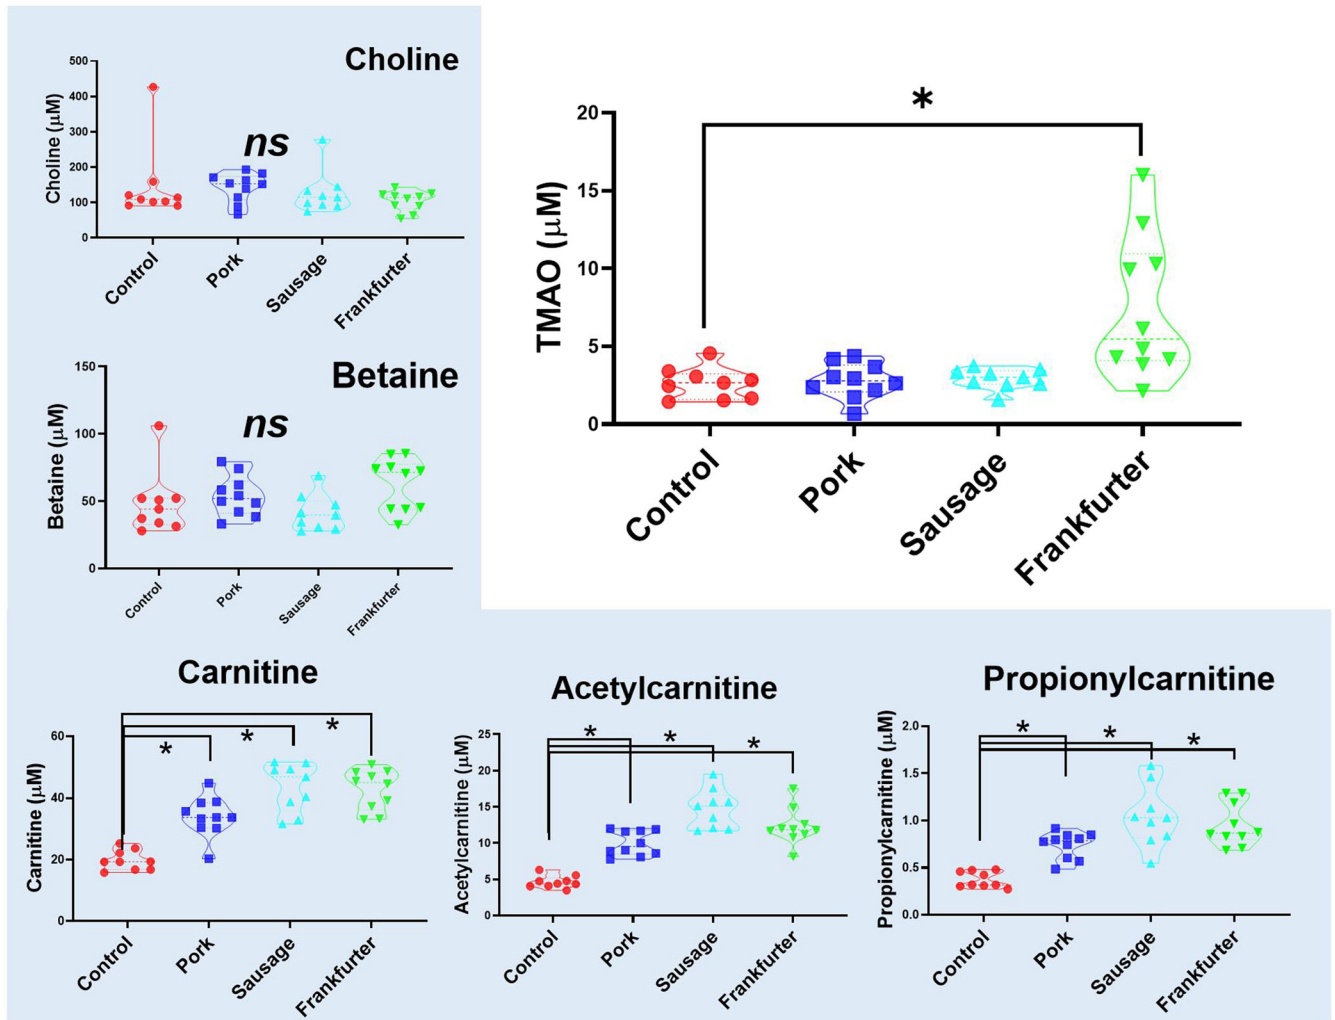 Choline
Choline (μM)
500
400
300
200
100
0
ns
Control
Pork
Sausage
Frankfurter
Betaine
Betaine (μM)
150
100
50
0
ns
Control
Pork
Sausage
Frankfurter
TMAO (μM)
20
15
10
5
0
*
Control
Pork
Sausage
Frankfurter
Carnitine
Carnitine (μM)
60
40
20
0
*
*
*
Control
Pork
Sausage
Frankfurter
Acetylcarnitine
Acetylcarnitine (μM)
25
20
15
10
5
0
*
*
*
Control
Pork
Sausage
Frankfurter
Propionylcarnitine
Propionylcarnitine (μM)
2.0
1.5
1.0
0.5
0.0
*
*
*
Control
Pork
Sausage
Frankfurter